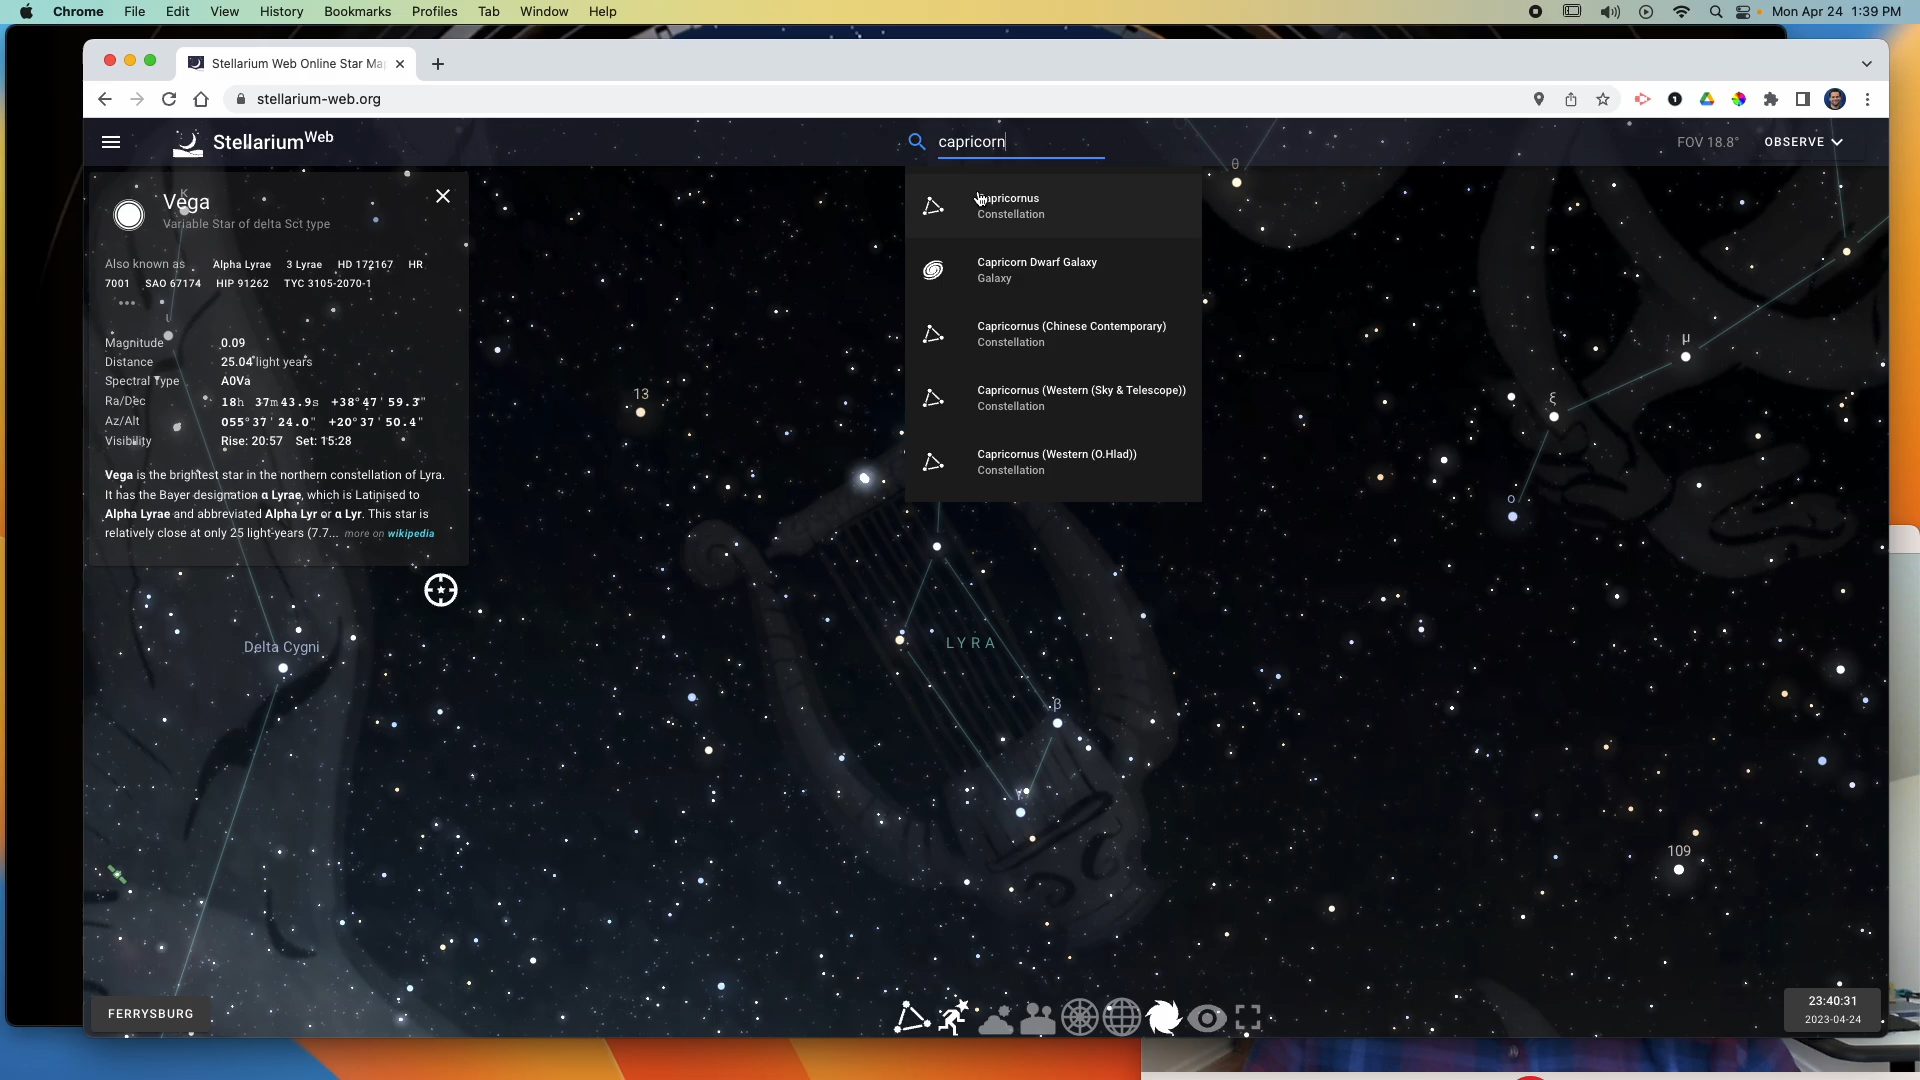 Chrome File Edit View History Bookmarks Profiles Tab Window Help
Mon Apr 24 1:39 PM
Stellarium Web Online Star Ma
stellarium-web.org
StellariumWeb
capricorn
FOV 18.8°
OBSERVE
Capricornus
Constellation
Capricorn Dwarf Galaxy
Galaxy
Capricornus (Chinese Contemporary)
Constellation
Capricornus (Western (Sky & Telescope))
Constellation
Capricornus (Western (O.Hlad))
Constellation
Vega
Variable Star of delta Sct type
Also known as Alpha Lyrae 3 Lyrae HD 172167 HR
7001 SAO 67174 HIP 91262 TYC 3105-2070-1
Magnitude 0.09
Distance 25.04 light years
Spectral Type A0Va
Ra/Dec 18h 37m43.9s +38°47'59.3"
Az/Alt 055°37'24.0" +20°37'50.4"
Visibility Rise: 20:57 Set: 15:28
Vega is the brightest star in the northern constellation of Lyra.
It has the Bayer designation α Lyrae, which is Latinised to
Alpha Lyrae and abbreviated Alpha Lyr or α Lyr. This star is
relatively close at only 25 light-years (7.7... more on wikipedia
κ
ι
θ
13
μ
ξ
ο
Delta Cygni
LYRA
β
γ
109
FERRYSBURG
23:40:31
2023-04-24